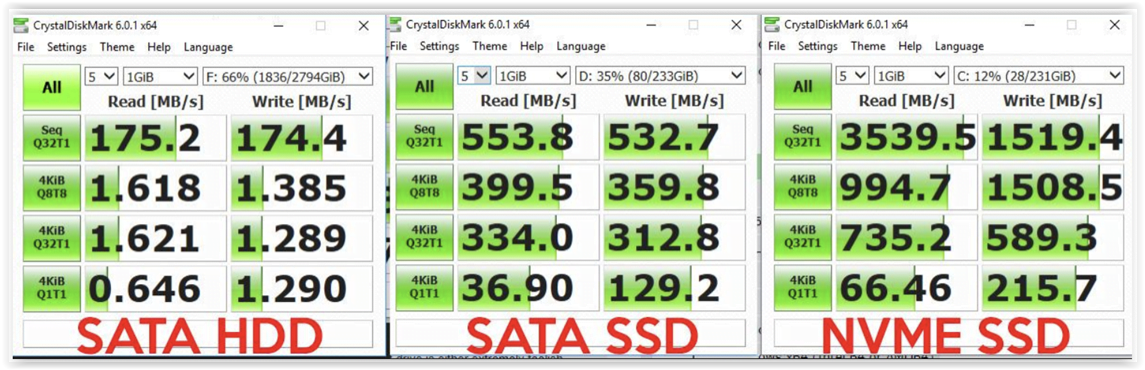 CrystalDiskMark 6.0.1 x64
File Settings Theme Help Language
All
5 1GiB F: 66% (1836/2794GiB)
Read [MB/s] Write [MB/s]
Seq
Q32T1
175.2 174.4
4KiB
Q8T8
1.618 1.385
4KiB
Q32T1
1.621 1.289
4KiB
Q1T1
0.646 1.290
SATA HDD
CrystalDiskMark 6.0.1 x64
File Settings Theme Help Language
All
5 1GiB D: 35% (80/233GiB)
Read [MB/s] Write [MB/s]
Seq
Q32T1
553.8 532.7
4KiB
Q8T8
399.5 359.8
4KiB
Q32T1
334.0 312.8
4KiB
Q1T1
36.90 129.2
SATA SSD
CrystalDiskMark 6.0.1 x64
File Settings Theme Help Language
All
5 1GiB C: 12% (28/231GiB)
Read [MB/s] Write [MB/s]
Seq
Q32T1
3539.5 1519.4
4KiB
Q8T8
994.7 1508.5
4KiB
Q32T1
735.2 589.3
4KiB
Q1T1
66.46 215.7
NVME SSD